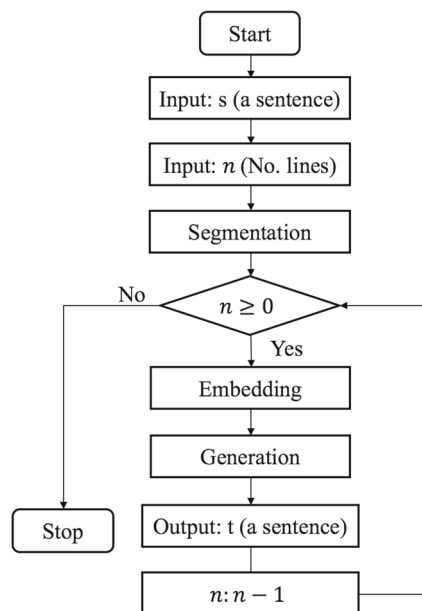 Start
Input: s (a sentence)
Input: n (No. lines)
Segmentation
n ≥ 0
No
Yes
Embedding
Generation
Output: t (a sentence)
Stop
n: n − 1